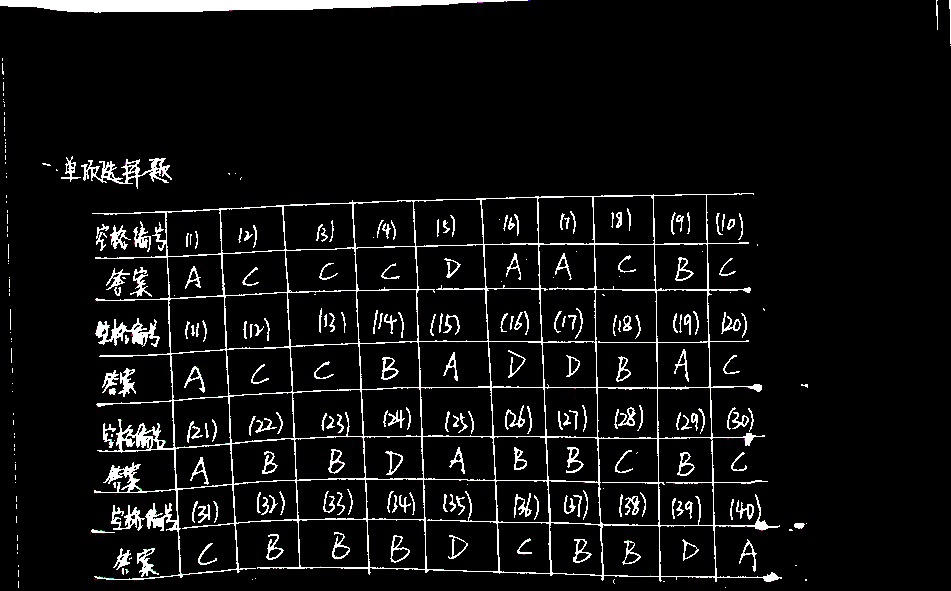 一单项选择题
空格编号 (1) (2) (3) (4) (5) (6) (7) (8) (9) (10)
答案 A C C C D A A C B C
空格编号 (11) (12) (13) (14) (15) (16) (17) (18) (19) (20)
答案 A C C B A D D B A C
空格编号 (21) (22) (23) (24) (25) (26) (27) (28) (29) (30)
答案 A B B D A B B C B C
空格编号 (31) (32) (33) (34) (35) (36) (37) (38) (39) (40)
答案 C B B B D C B B D A